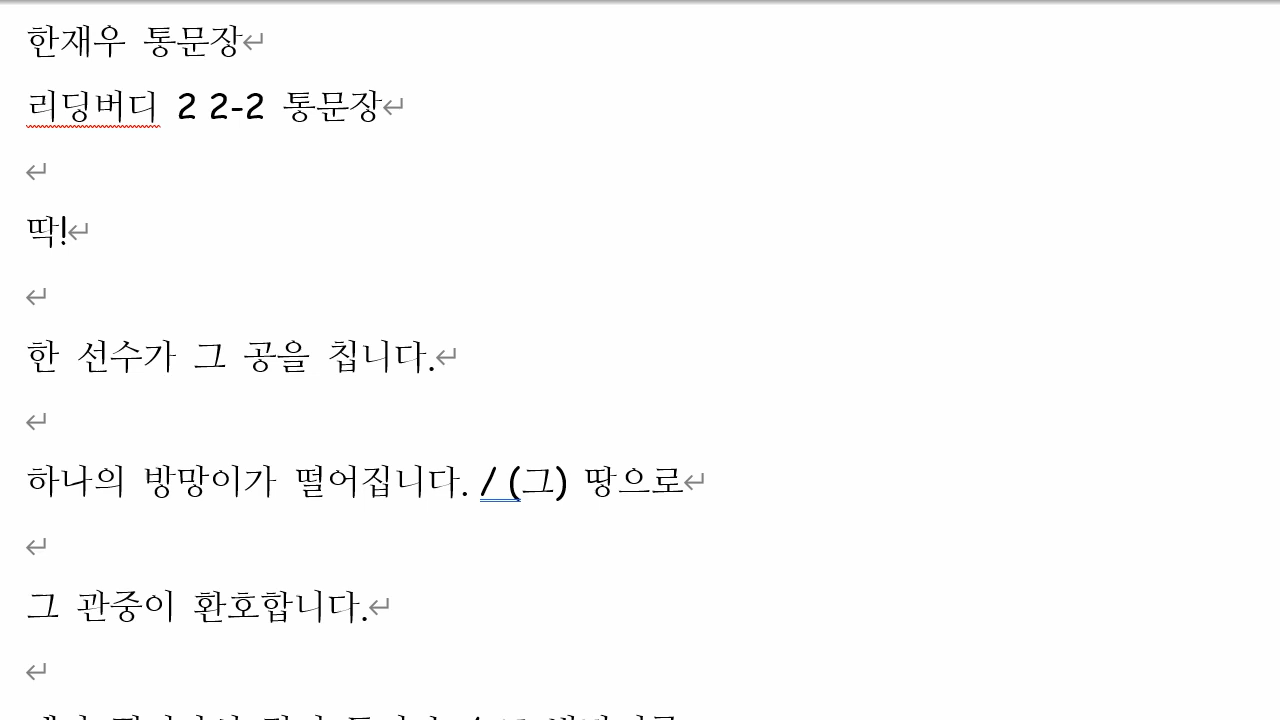 한재우 통문장
리딩버디 2 2-2 통문장
딱!
한 선수가 그 공을 칩니다.
하나의 방망이가 떨어집니다. / (그) 땅으로
그 관중이 환호합니다.